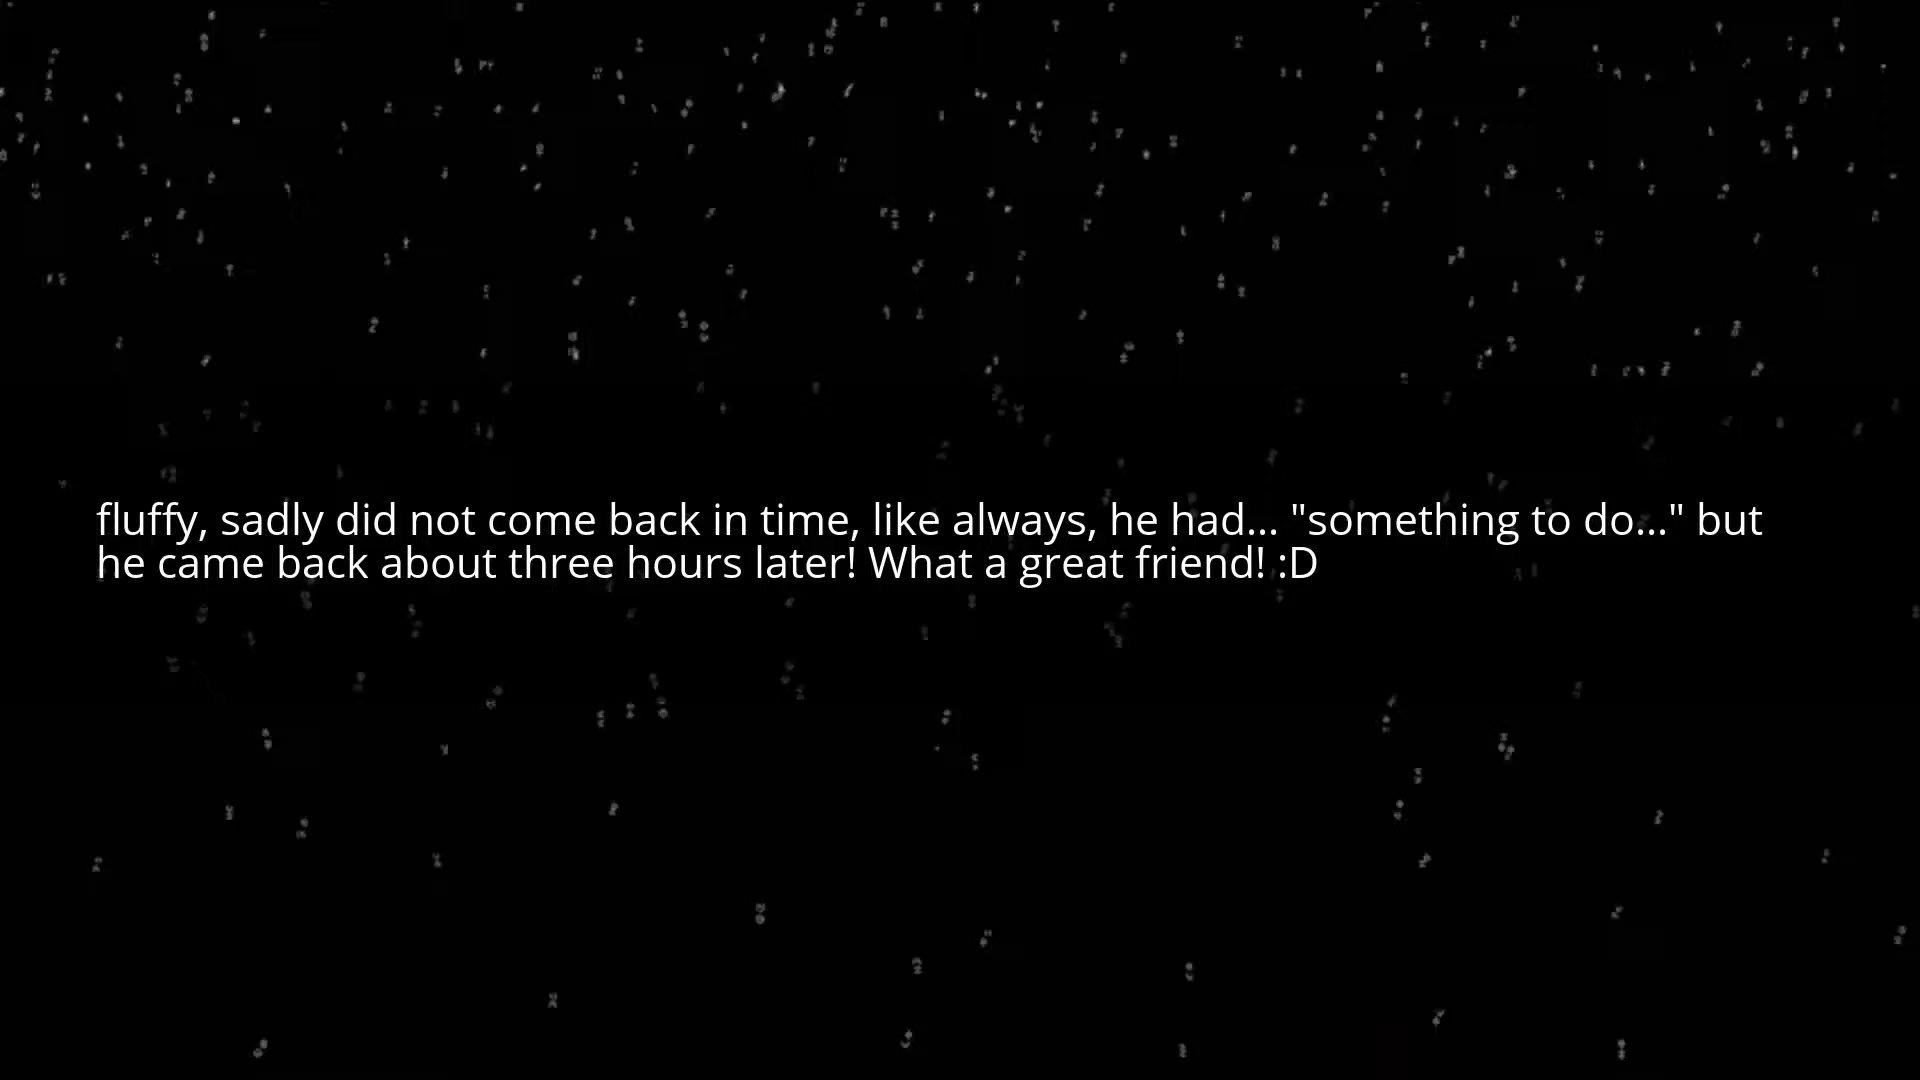 fluffy, sadly did not come back in time, like always, he had... "something to do..." but
he came back about three hours later! What a great friend! :D